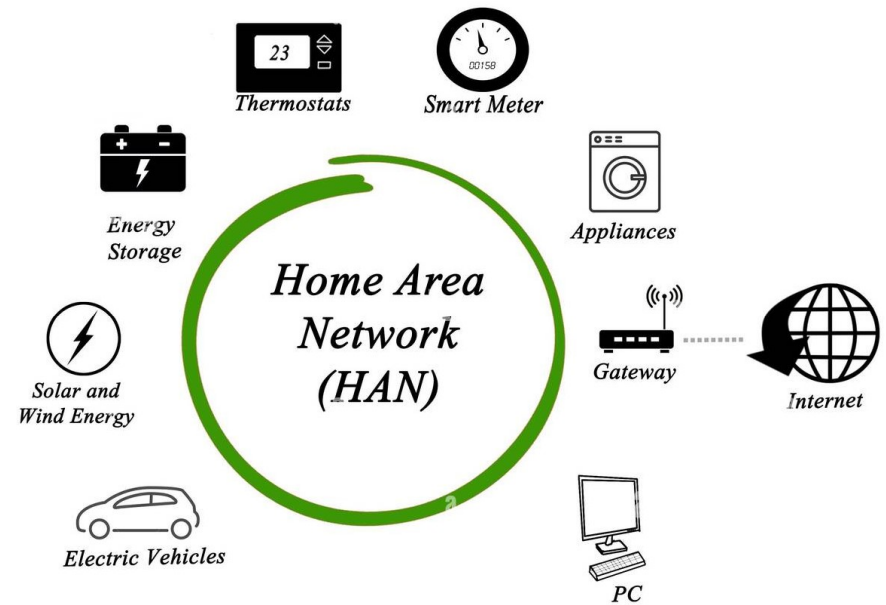 23
Thermostats
00158
Smart Meter
Energy
Storage
Appliances
Home Area
Network
(HAN)
Gateway
Internet
Solar and
Wind Energy
Electric Vehicles
PC
a